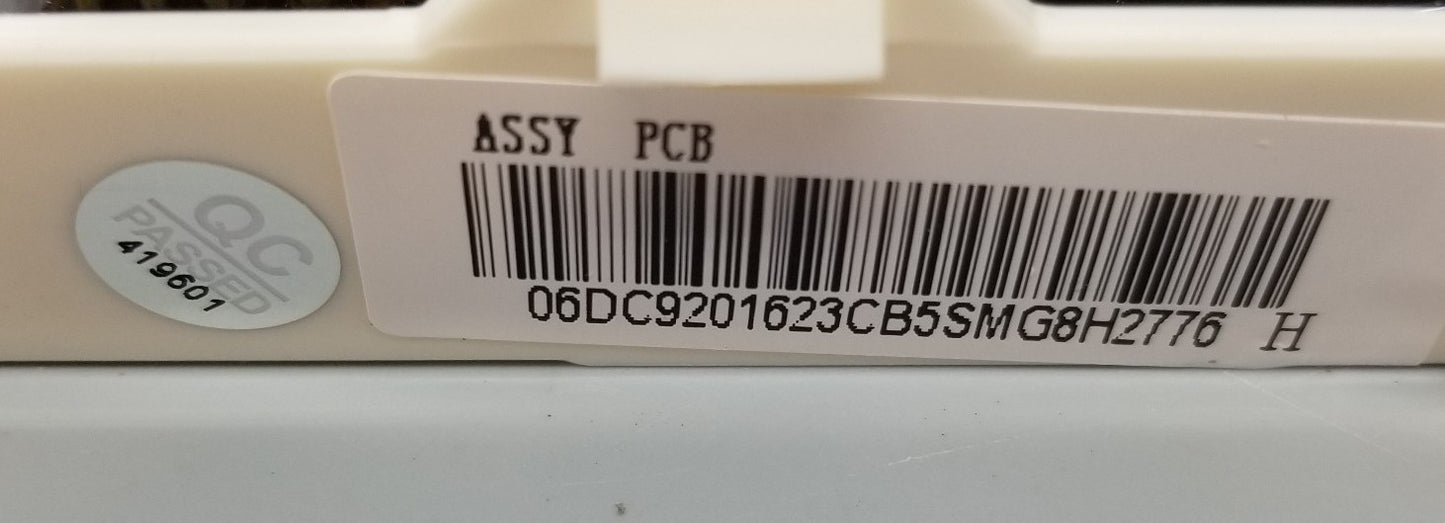 ASSY PCB
06DC9201623CB5SMG8H2776 H
QC
PASSED
419601